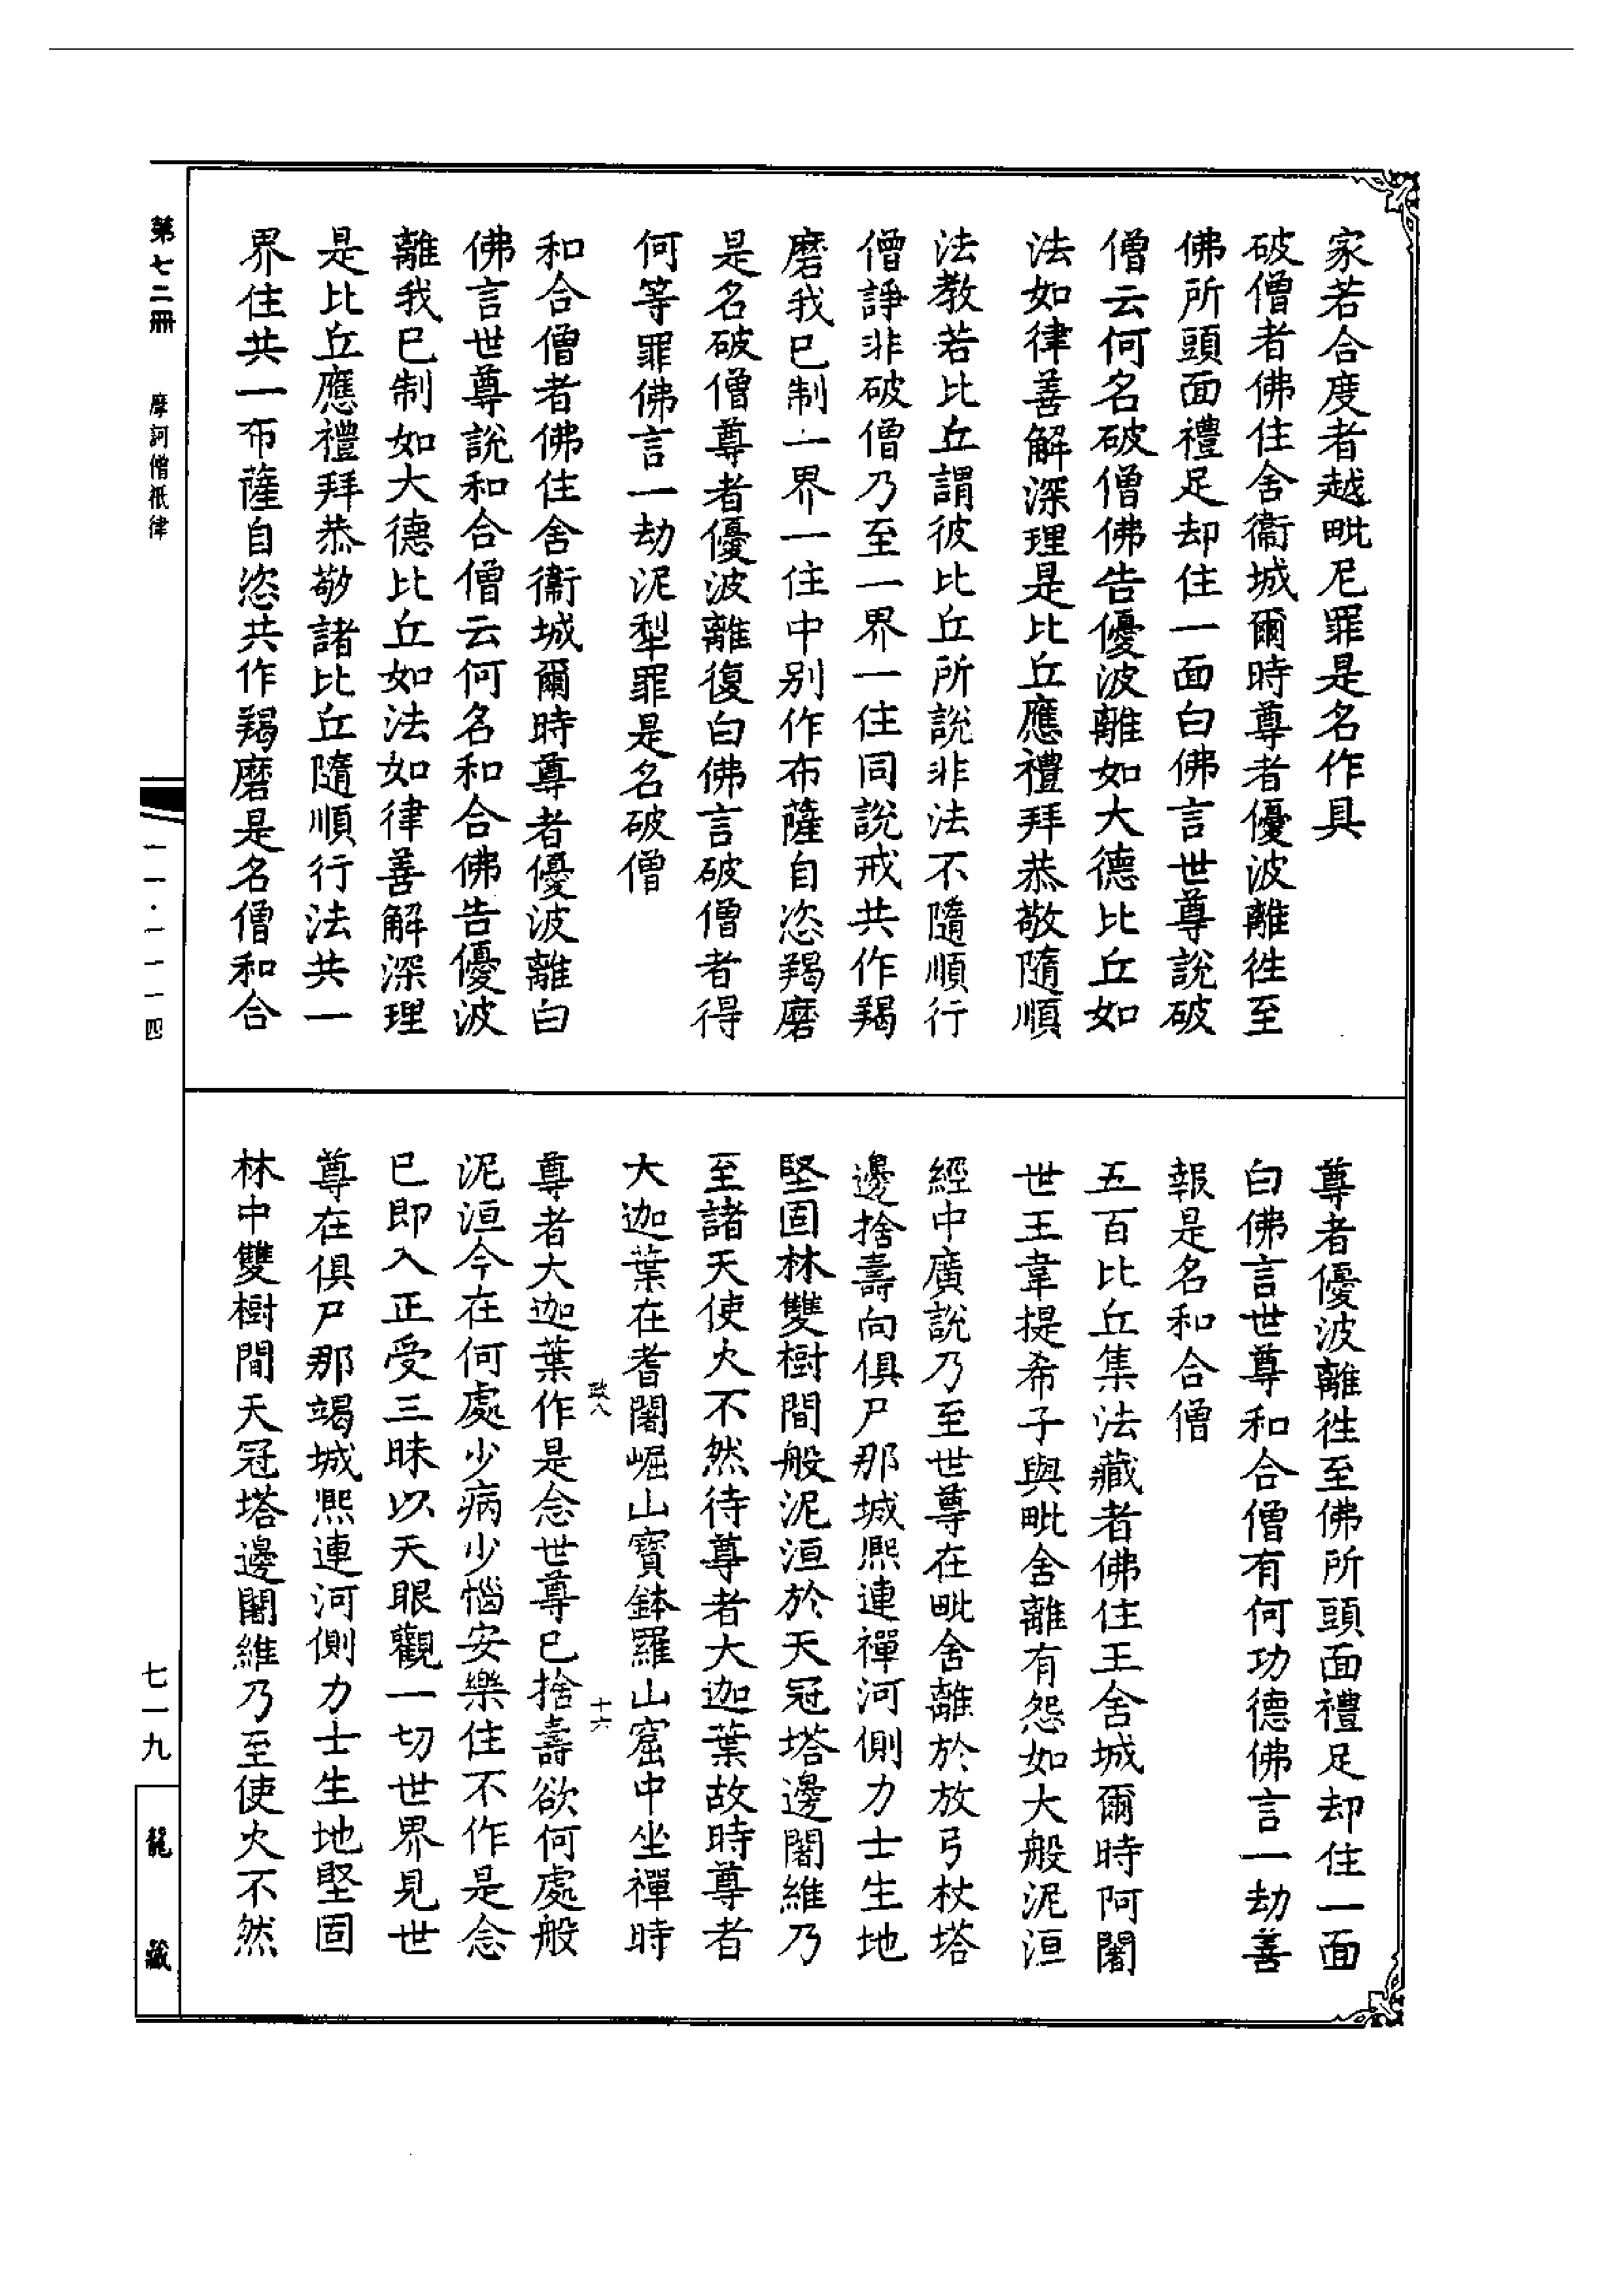 家若合度者越毗尼罪是名作具
破僧者佛住舍衞城爾時尊者優波離徃至
佛所頭面禮足却住一面白佛言世尊說破
僧云何名破僧佛告優波離如大德比丘如
法如律善解深理是比丘應禮拜恭敬隨順
法教若比丘謂彼比丘所說非法不隨順行
僧諍非破僧乃至一界一住同說戒共作羯
磨我已制一界一住中别作布薩自恣羯磨
是名破僧尊者優波離復白佛言破僧者得
何等罪佛言一劫泥犁罪是名破僧
和合僧者佛住舍衞城爾時尊者優波離白
佛言世尊說和合僧云何名和合佛告優波
離我已制如大德比丘如法如律善解深理
是比丘應禮拜恭敬諸比丘隨順行法共一
界住共一布薩自恣共作羯磨是名僧和合
尊者優波離徃至佛所頭面禮足却住一面
白佛言世尊和合僧有何功德佛言一劫善
報是名和合僧
五百比丘集法藏者佛住王舍城爾時阿闍
世王韋提希子與毗舍離有怨如大般泥洹
經中廣說乃至世尊在毗舍離於放弓杖塔
邊捨壽向俱尸那城熙連禪河側力士生地
堅固林雙樹間般泥洹於天冠塔邊闍維乃
至諸天使火不然待尊者大迦葉故時尊者
大迦葉在耆闍崛山賓鉢羅山窟中坐禪時
政八
十六
尊者大迦葉作是念世尊已捨壽欲何處般
泥洹今在何處少病少惱安樂住不作是念
已即入正受三昧以天眼觀一切世界見世
尊在俱尸那竭城熙連河側力士生地堅固
林中雙樹間天冠塔邊闍維乃至使火不然
第七二冊
摩訶僧祇律
一一·一一一四
七一九
龍藏